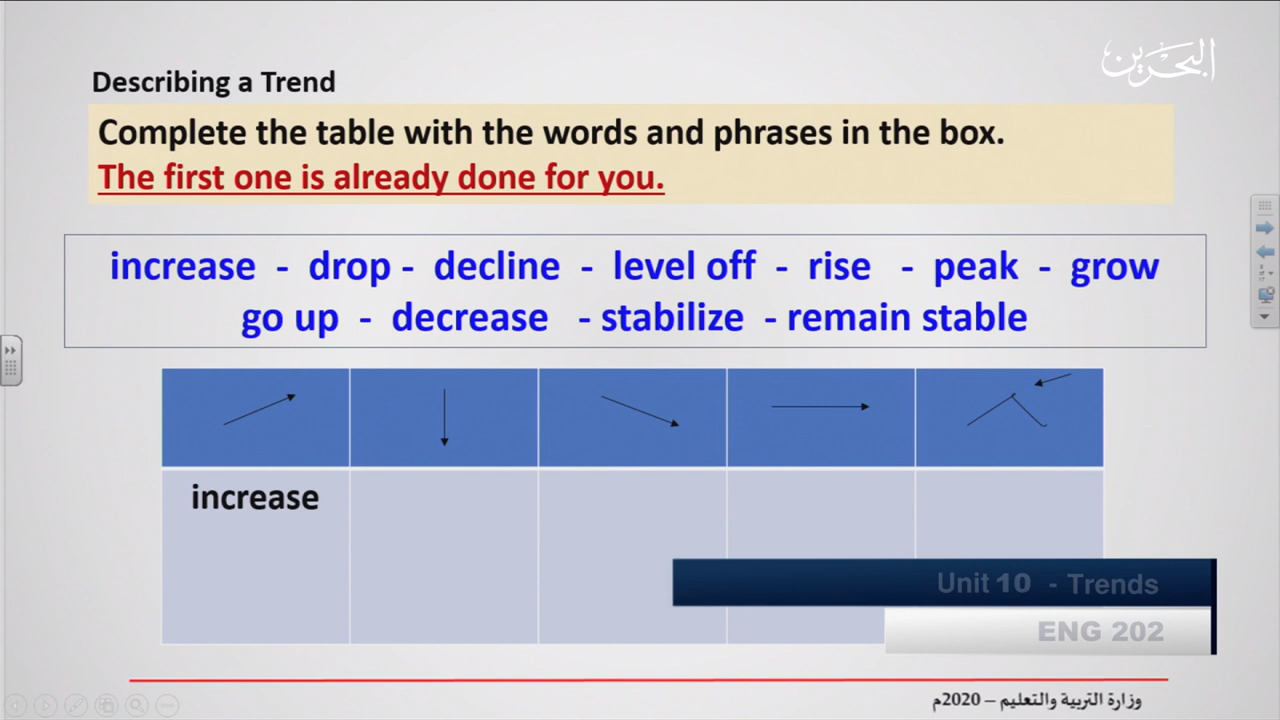 البحرين
Describing a Trend
Complete the table with the words and phrases in the box.
The first one is already done for you.
increase - drop - decline - level off - rise - peak - grow
go up - decrease - stabilize - remain stable
increase
Unit 10 - Trends
ENG 202
وزارة التربية والتعليم – 2020م